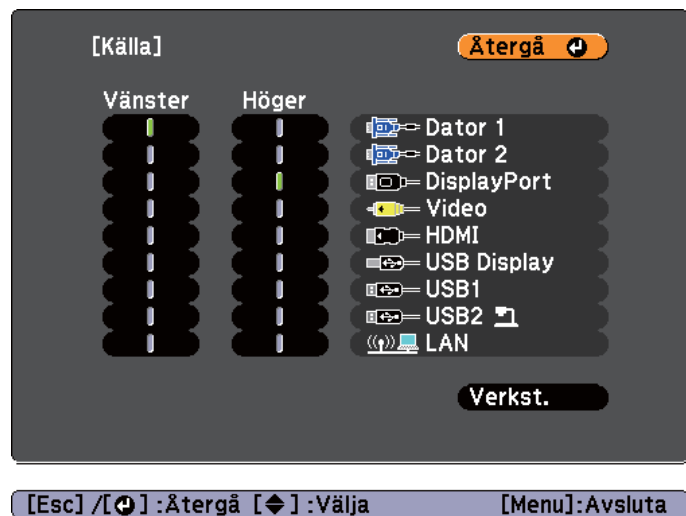 [Källa]
Återgå
Vänster Höger
Dator 1
Dator 2
DisplayPort
Video
HDMI
USB Display
USB1
USB2
LAN
Verkst.
[Esc] /[ ] :Återgå [ ] :Välja [Menu]:Avsluta